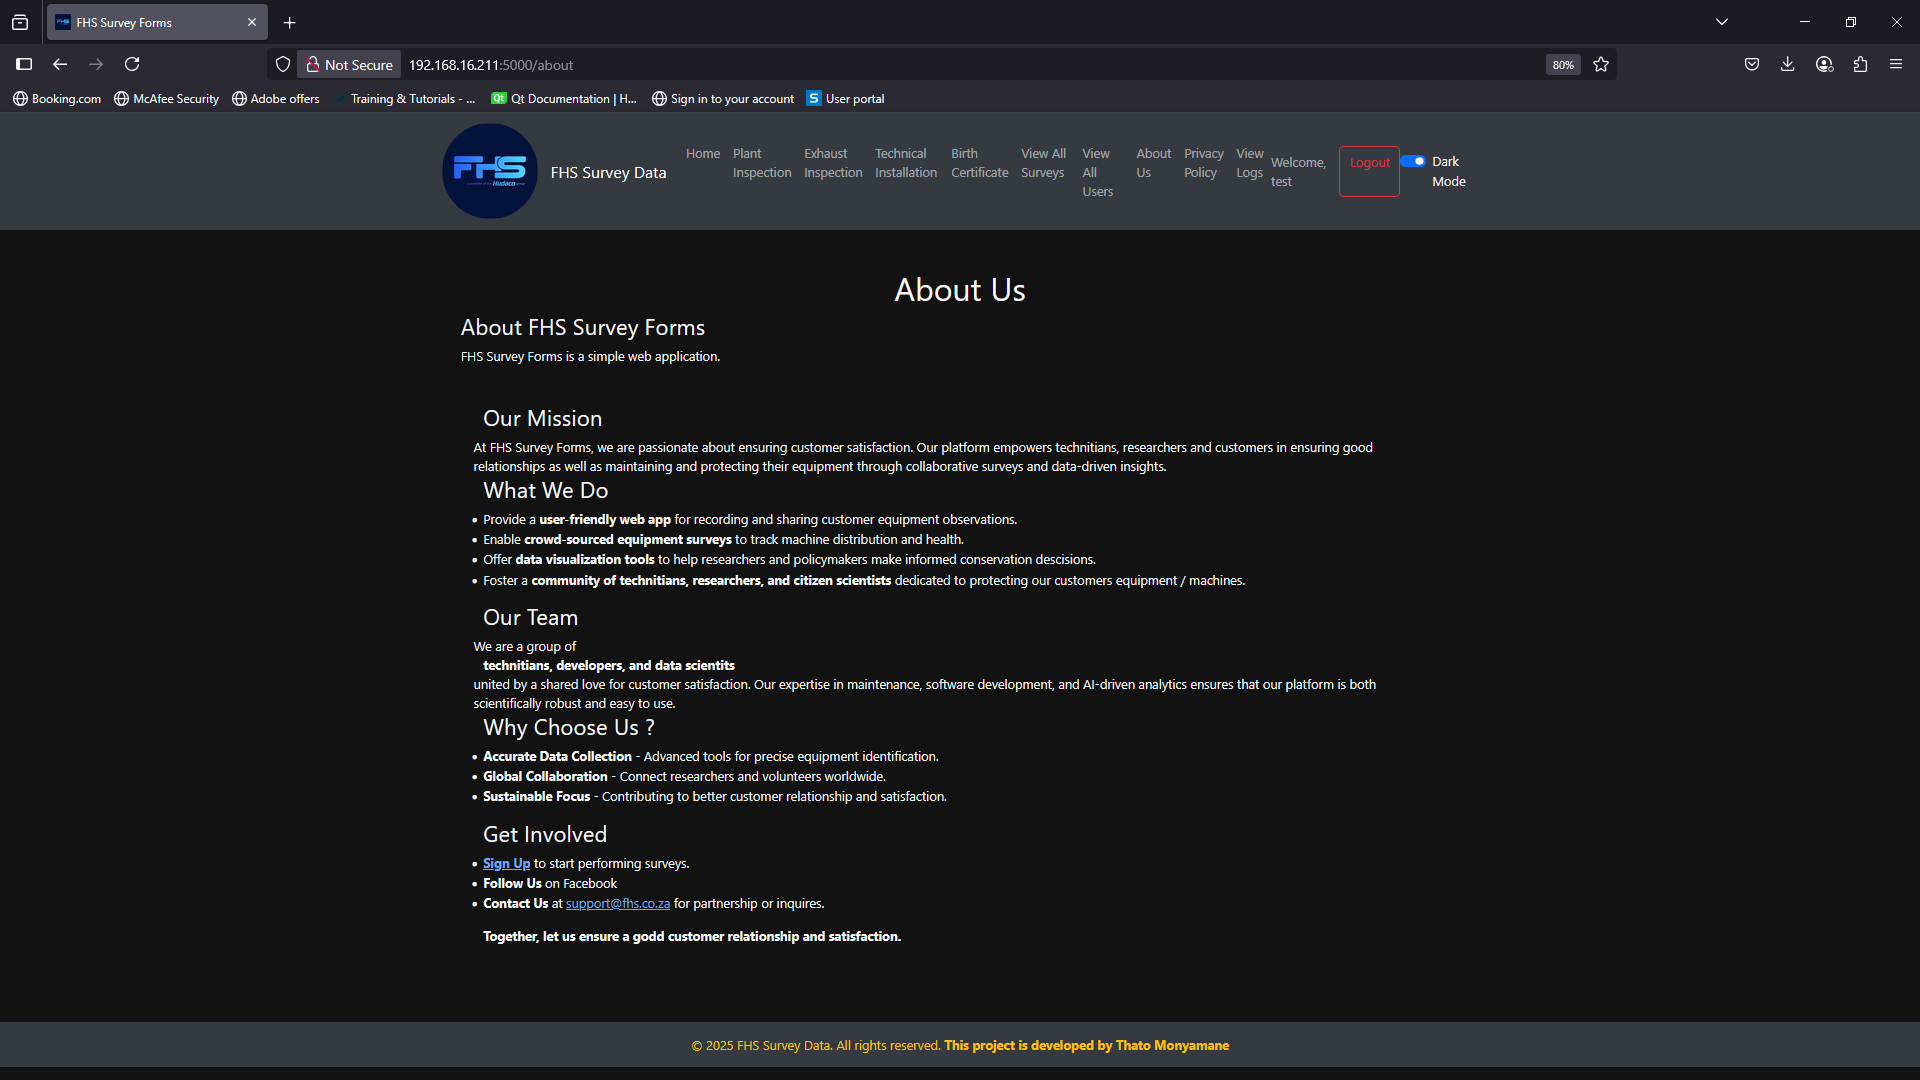 FHS Survey Forms
Not Secure
192.168.16.211:5000/about
80%
Booking.com
McAfee Security
Adobe offers
Training & Tutorials - ...
Qt Documentation | H...
Sign in to your account
User portal
FHS
Hudaco
FHS Survey Data
Home
Plant
Inspection
Exhaust
Inspection
Technical
Installation
Birth
Certificate
View All
Surveys
View
All
Users
About
Us
Privacy
Policy
View
Logs
Welcome,
test
Logout
Dark
Mode
About Us
About FHS Survey Forms
FHS Survey Forms is a simple web application.
Our Mission
At FHS Survey Forms, we are passionate about ensuring customer satisfaction. Our platform empowers technitians, researchers and customers in ensuring good
relationships as well as maintaining and protecting their equipment through collaborative surveys and data-driven insights.
What We Do
• Provide a user-friendly web app for recording and sharing customer equipment observations.
• Enable crowd-sourced equipment surveys to track machine distribution and health.
• Offer data visualization tools to help researchers and policymakers make informed conservation descisions.
• Foster a community of technitians, researchers, and citizen scientists dedicated to protecting our customers equipment / machines.
Our Team
We are a group of
technitians, developers, and data scientits
united by a shared love for customer satisfaction. Our expertise in maintenance, software development, and AI-driven analytics ensures that our platform is both
scientifically robust and easy to use.
Why Choose Us ?
• Accurate Data Collection - Advanced tools for precise equipment identification.
• Global Collaboration - Connect researchers and volunteers worldwide.
• Sustainable Focus - Contributing to better customer relationship and satisfaction.
Get Involved
• Sign Up to start performing surveys.
• Follow Us on Facebook
• Contact Us at support@fhs.co.za for partnership or inquires.
Together, let us ensure a godd customer relationship and satisfaction.
© 2025 FHS Survey Data. All rights reserved. This project is developed by Thato Monyamane